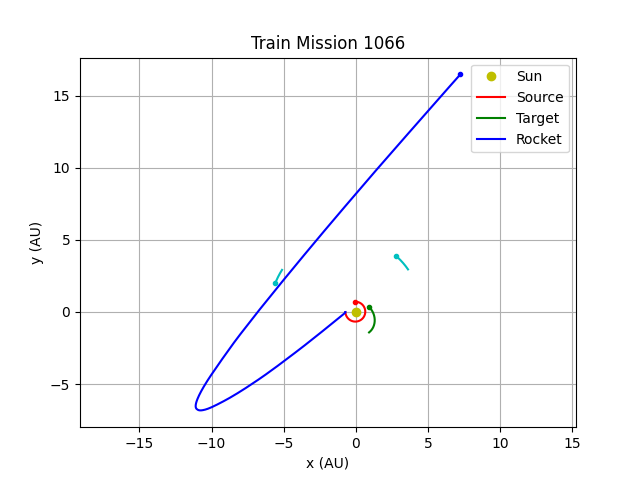 Train Mission 1066
Sun
Source
Target
Rocket
15
10
5
0
−5
y (AU)
−15
−10
−5
0
5
10
15
x (AU)